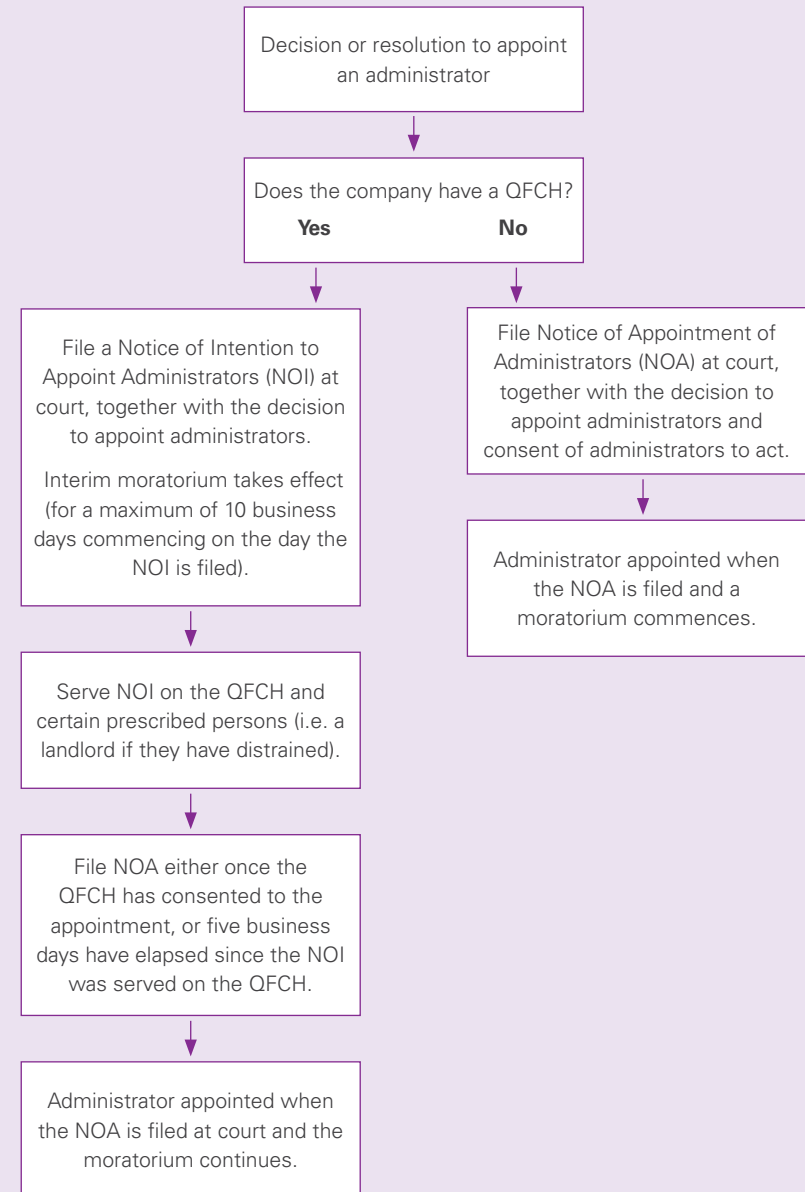 Decision or resolution to appoint
an administrator
Does the company have a QFCH?
Yes No
File a Notice of Intention to
Appoint Administrators (NOI) at
court, together with the decision
to appoint administrators.
Interim moratorium takes effect
(for a maximum of 10 business
days commencing on the day the
NOI is filed).
Serve NOI on the QFCH and
certain prescribed persons (i.e. a
landlord if they have distrained).
File NOA either once the
QFCH has consented to the
appointment, or five business
days have elapsed since the NOI
was served on the QFCH.
Administrator appointed when
the NOA is filed at court and the
moratorium continues.
File Notice of Appointment of
Administrators (NOA) at court,
together with the decision to
appoint administrators and
consent of administrators to act.
Administrator appointed when
the NOA is filed and a
moratorium commences.